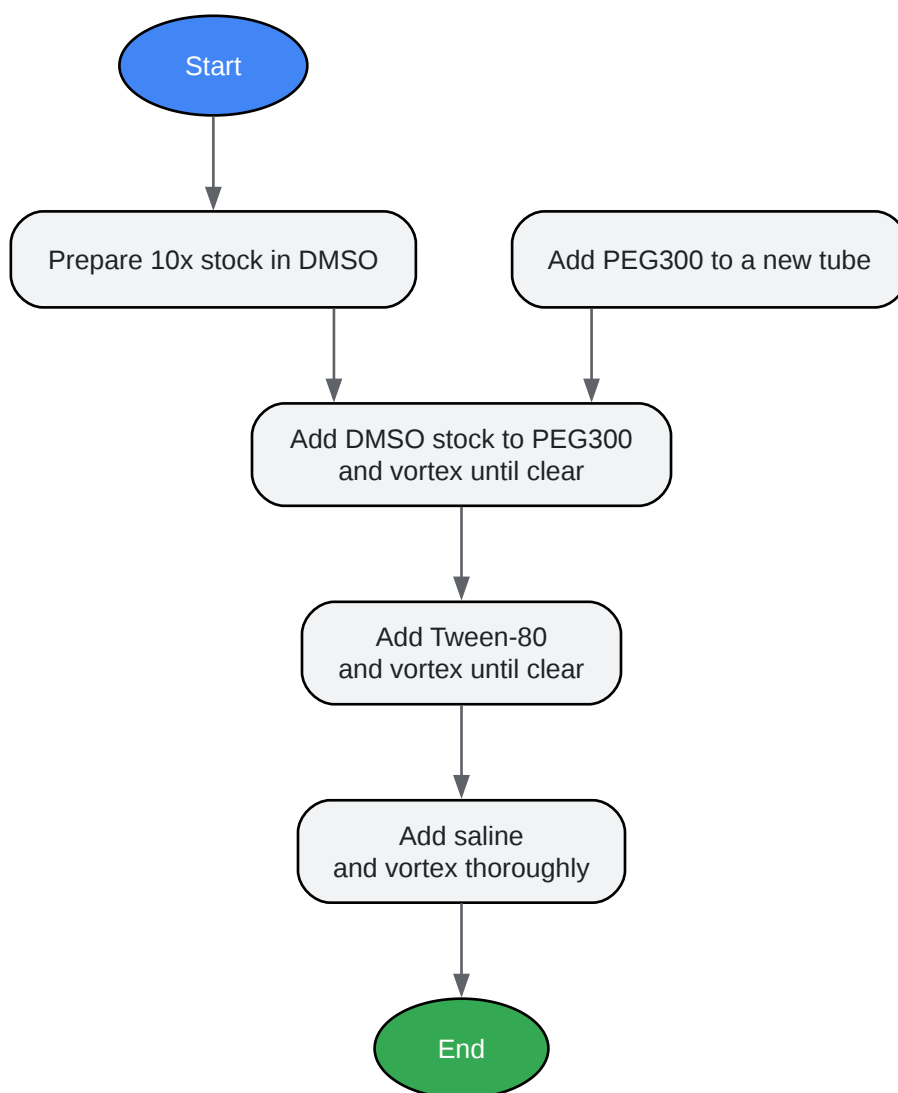 Start
Prepare 10x stock in DMSO
Add PEG300 to a new tube
Add DMSO stock to PEG300
and vortex until clear
Add Tween-80
and vortex until clear
Add saline
and vortex thoroughly
End